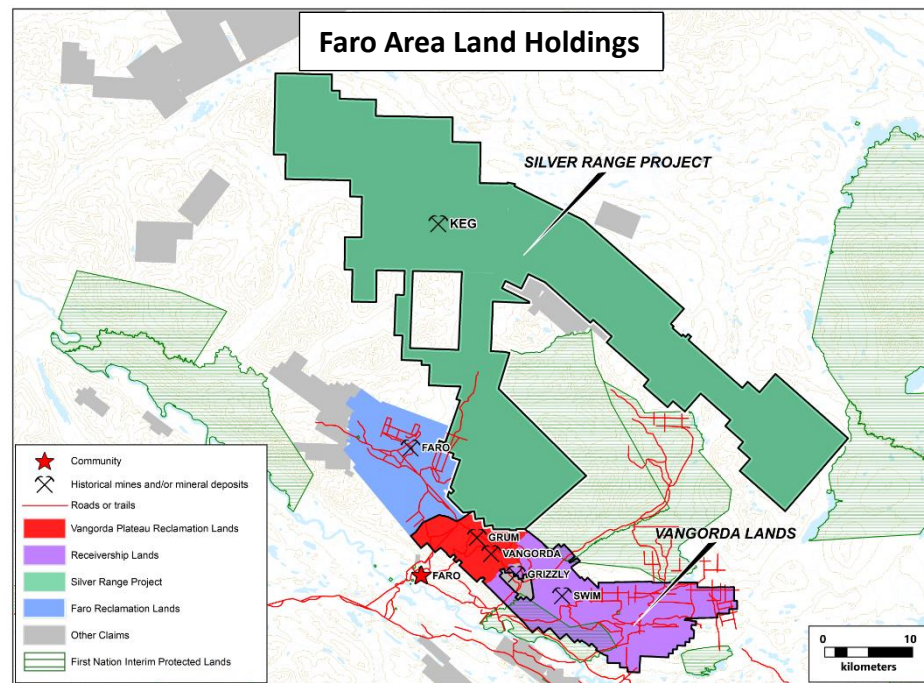 Faro Area Land Holdings
SILVER RANGE PROJECT
KEG
FARO
GRUM
VANGORDA
GRIZZLY
VANGORDA LANDS
FARO
SWIM
Community
Historical mines and/or mineral deposits
Roads or trails
Vangorda Plateau Reclamation Lands
Receivership Lands
Silver Range Project
Faro Reclamation Lands
Other Claims
First Nation Interim Protected Lands
0 10
kilometers